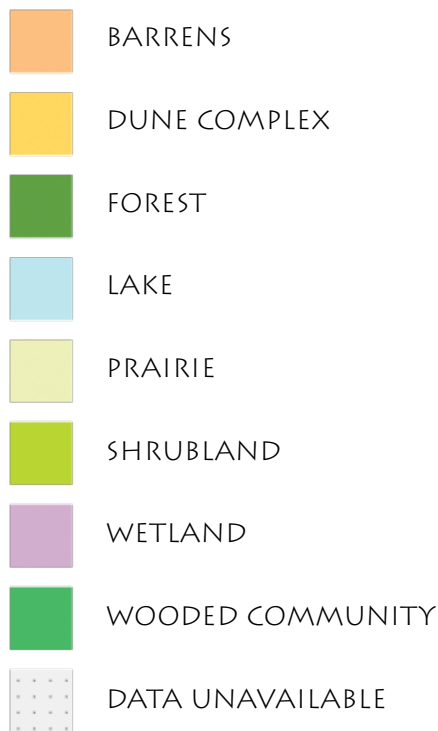 BARRENS
DUNE COMPLEX
FOREST
LAKE
PRAIRIE
SHRUBLAND
WETLAND
WOODED COMMUNITY
DATA UNAVAILABLE